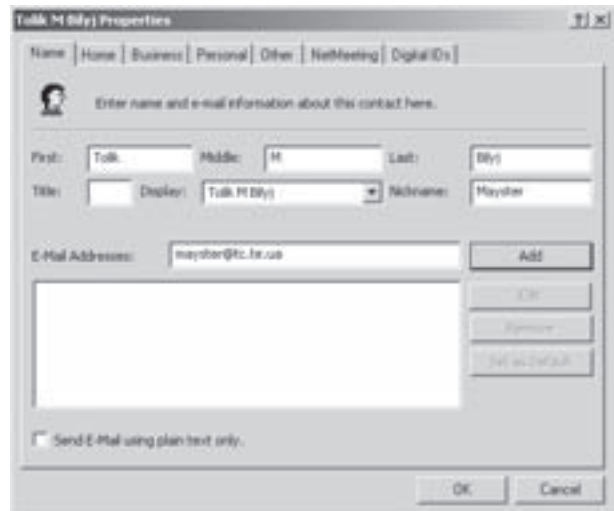 Tolik M Bilyj Properties
Name Home Business Personal Other NetMeeting Digital IDs
Enter name and e-mail information about this contact here.
First: Tolik Middle: M Last: Bilyj
Title: Display: Tolik M Bilyj Nickname: Mayster
E-Mail Addresses: mayster@tc.te.ua Add
Edit
Remove
Set as Default
Send E-Mail using plain text only.
OK Cancel